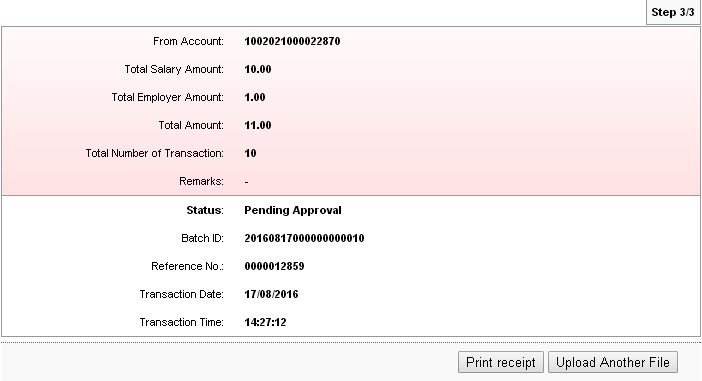 Step 3/3
From Account: 1002021000022870
Total Salary Amount: 10.00
Total Employer Amount: 1.00
Total Amount: 11.00
Total Number of Transaction: 10
Remarks: -
Status: Pending Approval
Batch ID: 20160817000000000010
Reference No.: 0000012859
Transaction Date: 17/08/2016
Transaction Time: 14:27:12
Print receipt Upload Another File